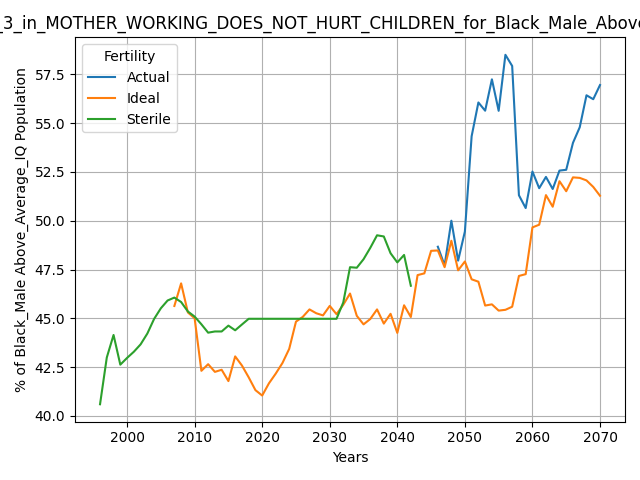 _3_in_MOTHER_WORKING_DOES_NOT_HURT_CHILDREN_for_Black_Male_Above
Fertility
Actual
Ideal
Sterile
% of Black_Male Above_Average_IQ Population
57.5
55.0
52.5
50.0
47.5
45.0
42.5
40.0
2000 2010 2020 2030 2040 2050 2060 2070
Years